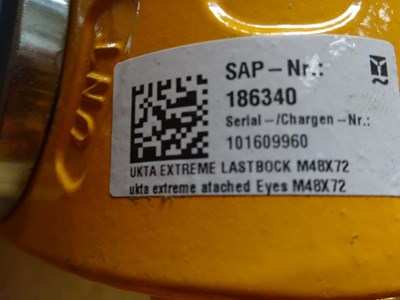 SAP-Nr.:
186340
Serial-/Chargen-Nr.:
101609960
UKTA EXTREME LASTBOCK M48X72
ukta extreme atached Eyes M48X72